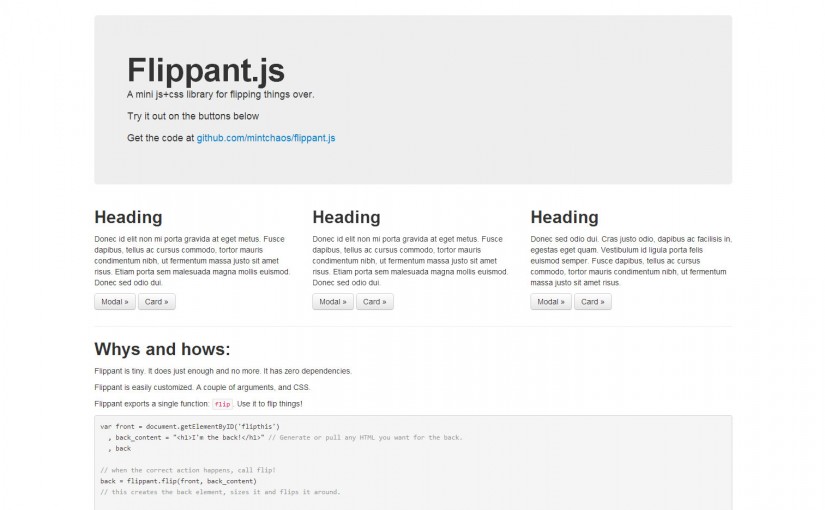 Flippant.js
A mini js+css library for flipping things over.
Try it out on the buttons below
Get the code at github.com/mintchaos/flippant.js
Heading
Donec id elit non mi porta gravida at eget metus. Fusce
dapibus, tellus ac cursus commodo, tortor mauris
condimentum nibh, ut fermentum massa justo sit amet
risus. Etiam porta sem malesuada magna mollis euismod.
Donec sed odio dui.
Modal » Card »
Heading
Donec id elit non mi porta gravida at eget metus. Fusce
dapibus, tellus ac cursus commodo, tortor mauris
condimentum nibh, ut fermentum massa justo sit amet
risus. Etiam porta sem malesuada magna mollis euismod.
Donec sed odio dui.
Modal » Card »
Heading
Donec sed odio dui. Cras justo odio, dapibus ac facilisis in,
egestas eget quam. Vestibulum id ligula porta felis
euismod semper. Fusce dapibus, tellus ac cursus
commodo, tortor mauris condimentum nibh, ut fermentum
massa justo sit amet risus.
Modal » Card »
Whys and hows:
Flippant is tiny. It does just enough and no more. It has zero dependencies.
Flippant is easily customized. A couple of arguments, and CSS.
Flippant exports a single function: flip. Use it to flip things!
var front = document.getElementByID('flipthis')
, back_content = "<h1>I'm the back!</h1>" // Generate or pull any HTML you want for the back.
, back
// when the correct action happens, call flip!
back = flippant.flip(front, back_content)
// this creates the back element, sizes it and flips it around.